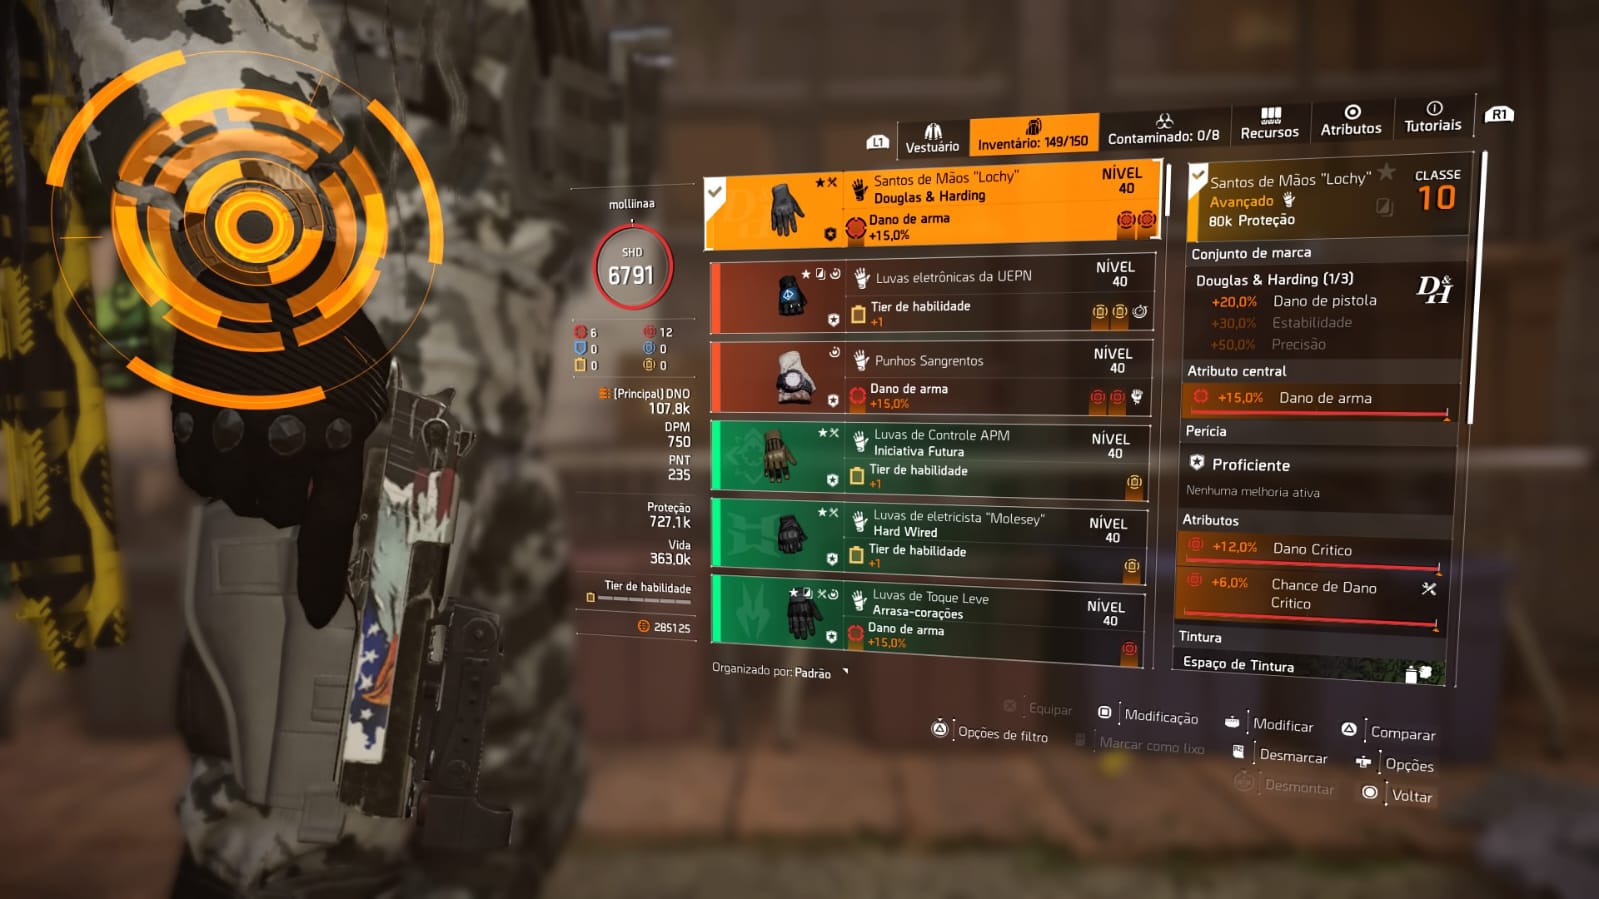 L1
Vestuário
Inventário: 149/150
Contaminado: 0/8
Recursos
Atributos
Tutoriais
R1
molliinaa
SHD
6791
6 12
0 0
0 0
[Principal] DNO
107.8k
DPM
750
PNT
235
Proteção
727.1k
Vida
363.0k
Tier de habilidade
285125
Santos de Mãos "Lochy"
Douglas & Harding
NÍVEL
40
Dano de arma
+15,0%
Luvas eletrônicas da UEPN
NÍVEL
40
Tier de habilidade
+1
Punhos Sangrentos
NÍVEL
40
Dano de arma
+15,0%
Luvas de Controle APM
Iniciativa Futura
NÍVEL
40
Tier de habilidade
+1
Luvas de eletricista "Molesey"
Hard Wired
NÍVEL
40
Tier de habilidade
+1
Luvas de Toque Leve
Arrasa-corações
NÍVEL
40
Dano de arma
+15,0%
Organizado por: Padrão
Santos de Mãos "Lochy"
Avançado
80k Proteção
CLASSE
10
Conjunto de marca
Douglas & Harding (1/3)
D&H
+20,0% Dano de pistola
+30,0% Estabilidade
+50,0% Precisão
Atributo central
+15,0% Dano de arma
Perícia
Proficiente
Nenhuma melhoria ativa
Atributos
+12,0% Dano Crítico
+6,0% Chance de Dano
Crítico
Tintura
Espaço de Tintura
Equipar
Modificação
Modificar
Comparar
Opções de filtro
Marcar como lixo
R2
Desmarcar
Opções
Desmontar
Voltar